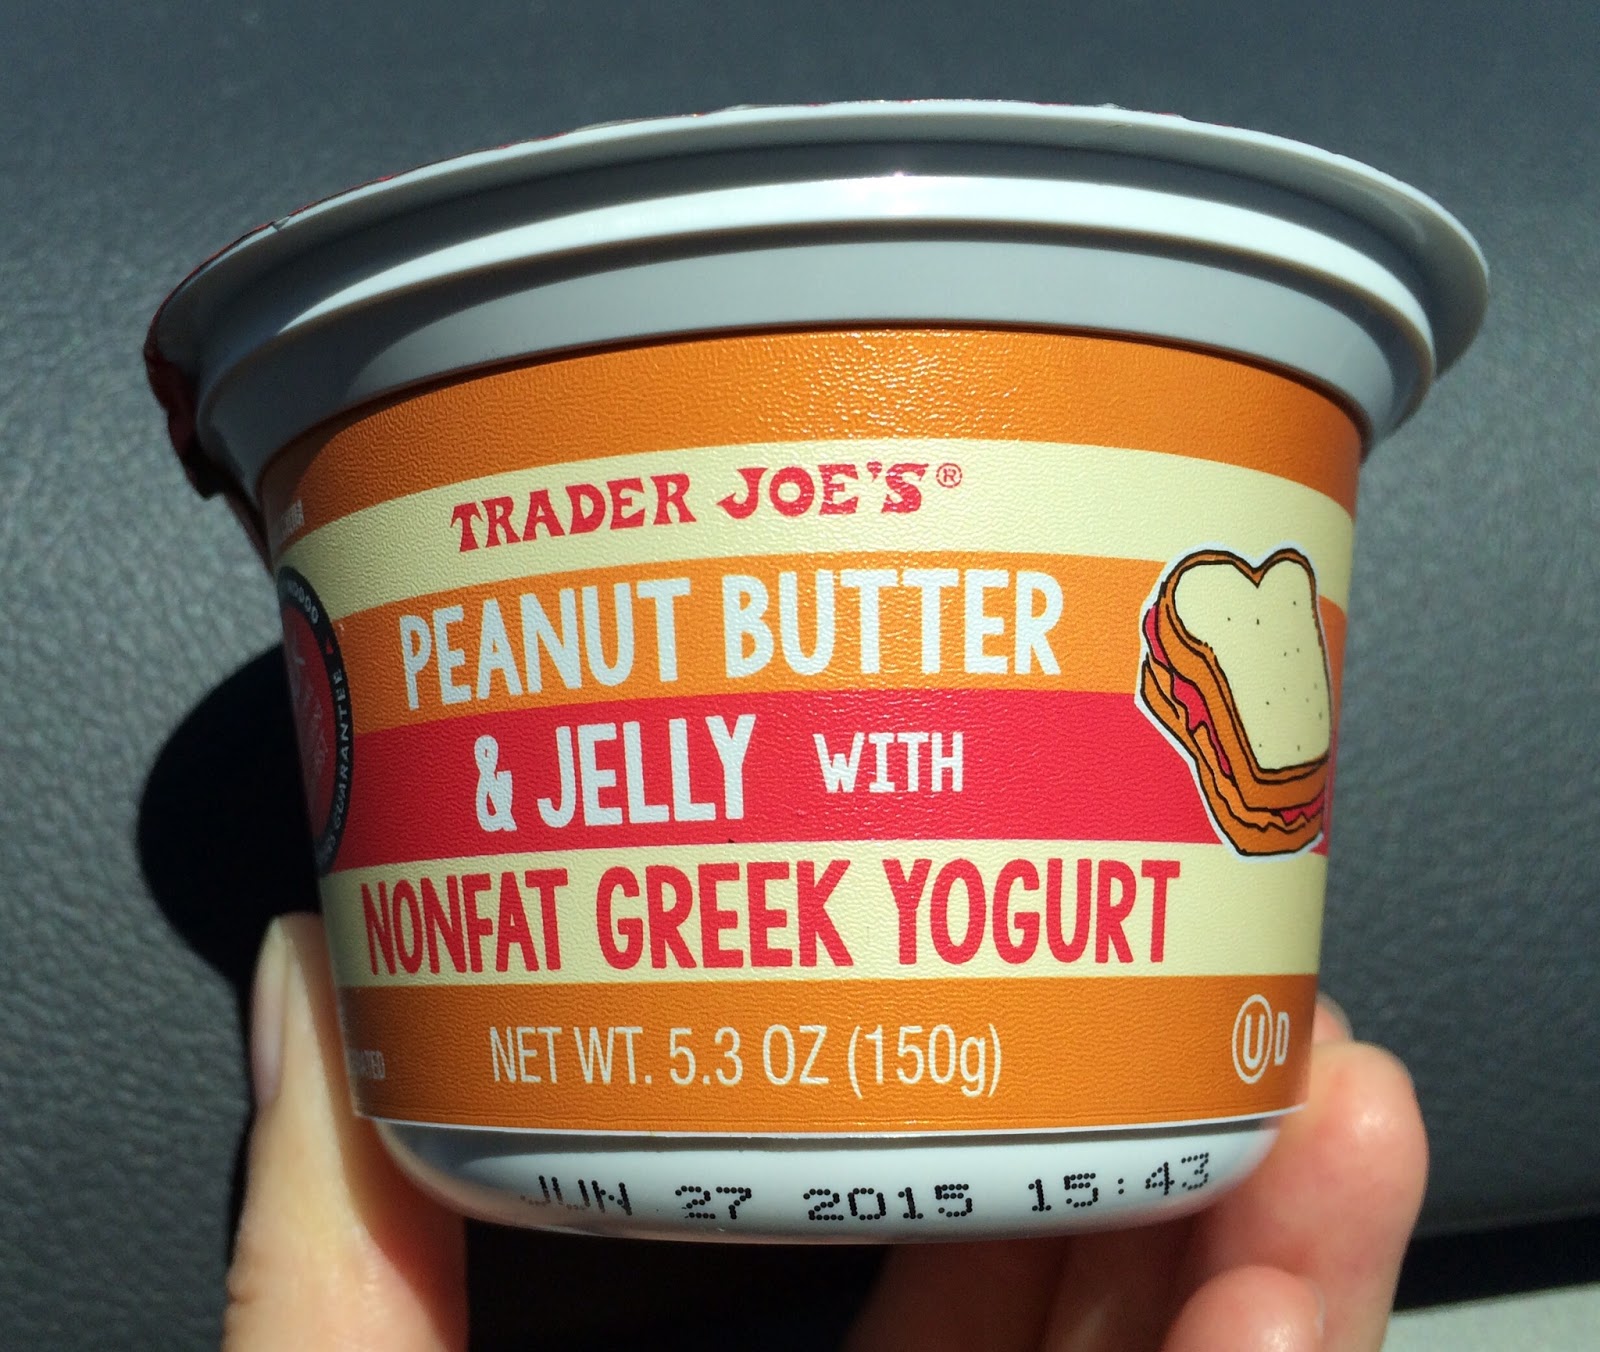 TRADER JOE'S®
PEANUT BUTTER
& JELLY WITH
NONFAT GREEK YOGURT
NET WT. 5.3 OZ (150g)
U D
GUARANTEE
JUN 27 2015 15:43